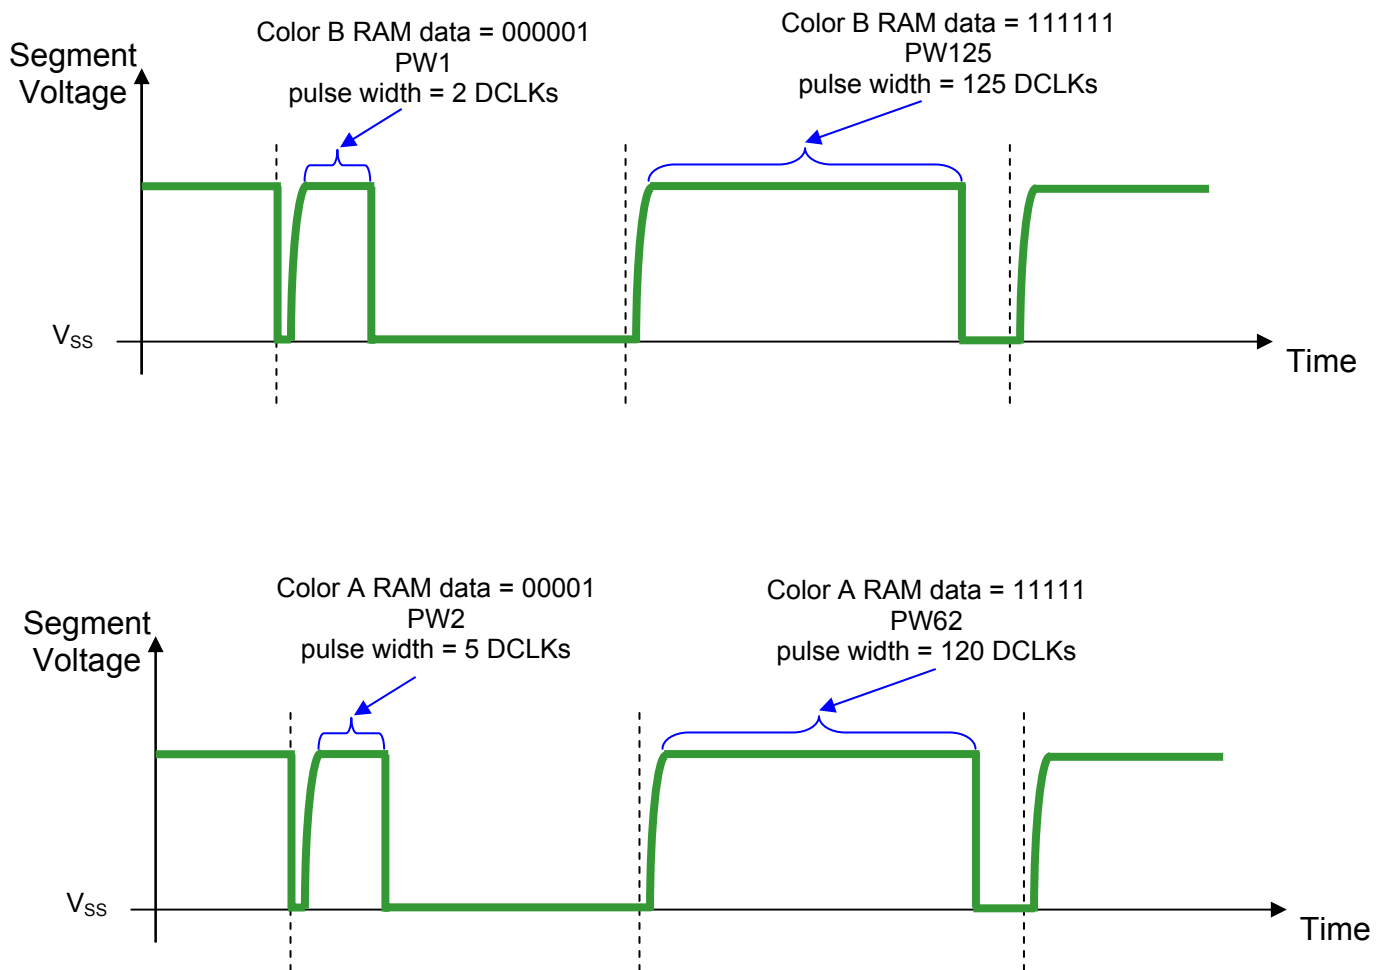 Color B RAM data = 000001
PW1
pulse width = 2 DCLKs
Color B RAM data = 111111
PW125
pulse width = 125 DCLKs
Segment
Voltage
VSS
Time
Color A RAM data = 00001
PW2
pulse width = 5 DCLKs
Color A RAM data = 11111
PW62
pulse width = 120 DCLKs
Segment
Voltage
VSS
Time